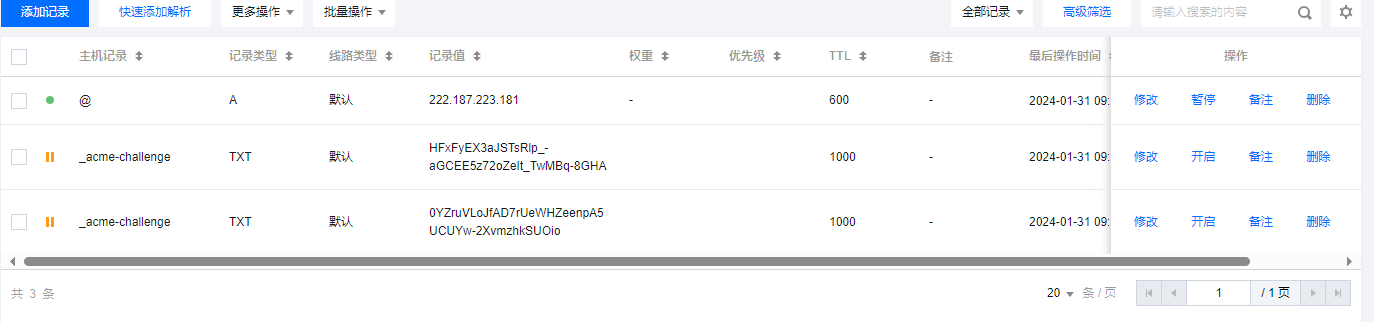 添加记录 快速添加解析 更多操作 批量操作 全部记录 高级筛选 请输入搜索的内容
主机记录 记录类型 线路类型 记录值 权重 优先级 TTL 备注 最后操作时间 操作
@ A 默认 222.187.223.181 - 600 - 2024-01-31 09: 修改 暂停 备注 删除
HFxFyEX3aJSTsRlp_-
_acme-challenge TXT 默认 1000 - 2024-01-31 09: 修改 开启 备注 删除
aGCEE5z72oZeIt_TwMBq-8GHA
0YZruVLoJfAD7rUeWHZeenpA5
_acme-challenge TXT 默认 1000 - 2024-01-31 09: 修改 开启 备注 删除
UCUYw-2XvmzhkSUOio
共 3 条 20 条 / 页 1 / 1 页